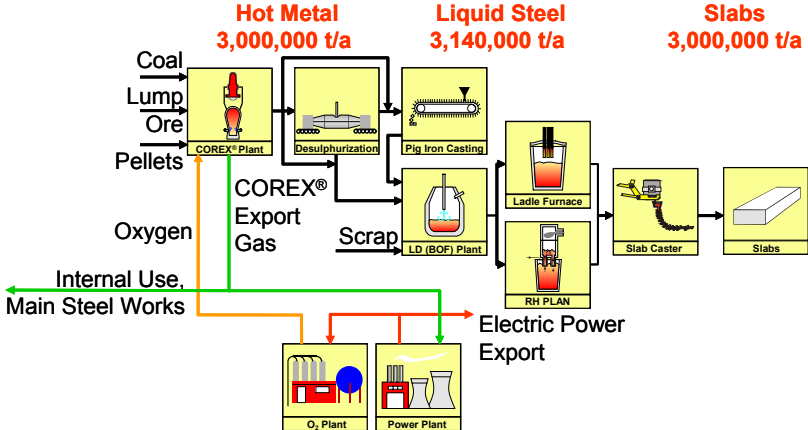 Hot Metal
3,000,000 t/a
Liquid Steel
3,140,000 t/a
Slabs
3,000,000 t/a
Coal
Lump
Ore
Pellets
COREX® Plant
Desulphurization
Pig Iron Casting
COREX®
Export
Gas
Oxygen
Scrap
LD (BOF) Plant
Ladle Furnace
RH PLAN
Slab Caster
Slabs
Internal Use,
Main Steel Works
Electric Power
Export
O₂ Plant
Power Plant